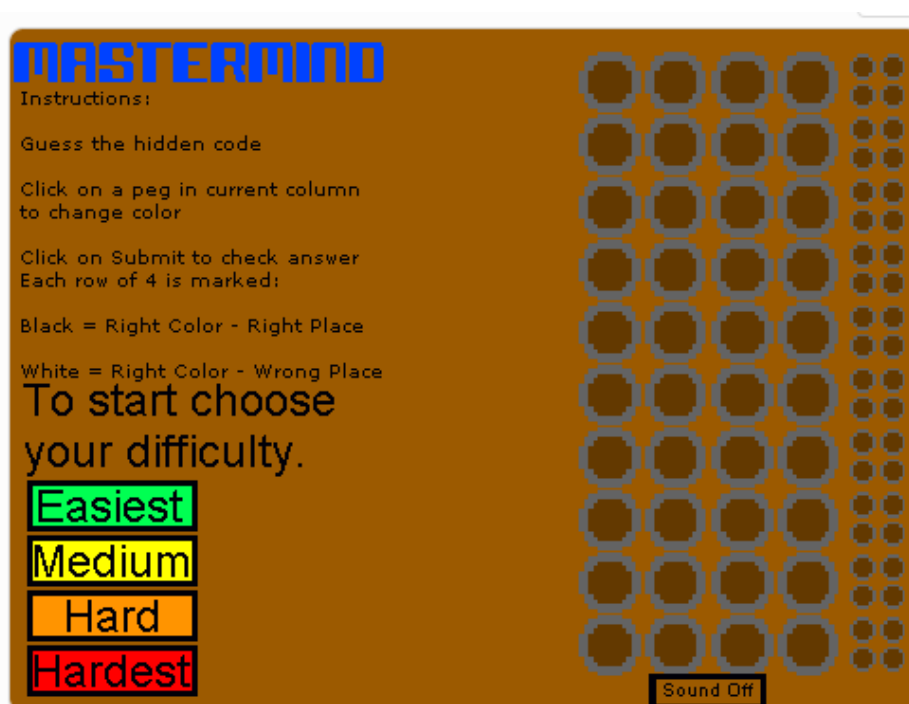 MASTERMIND
Instructions:
Guess the hidden code
Click on a peg in current column
to change color
Click on Submit to check answer
Each row of 4 is marked:
Black = Right Color - Right Place
White = Right Color - Wrong Place
To start choose
your difficulty.
Easiest
Medium
Hard
Hardest
Sound Off